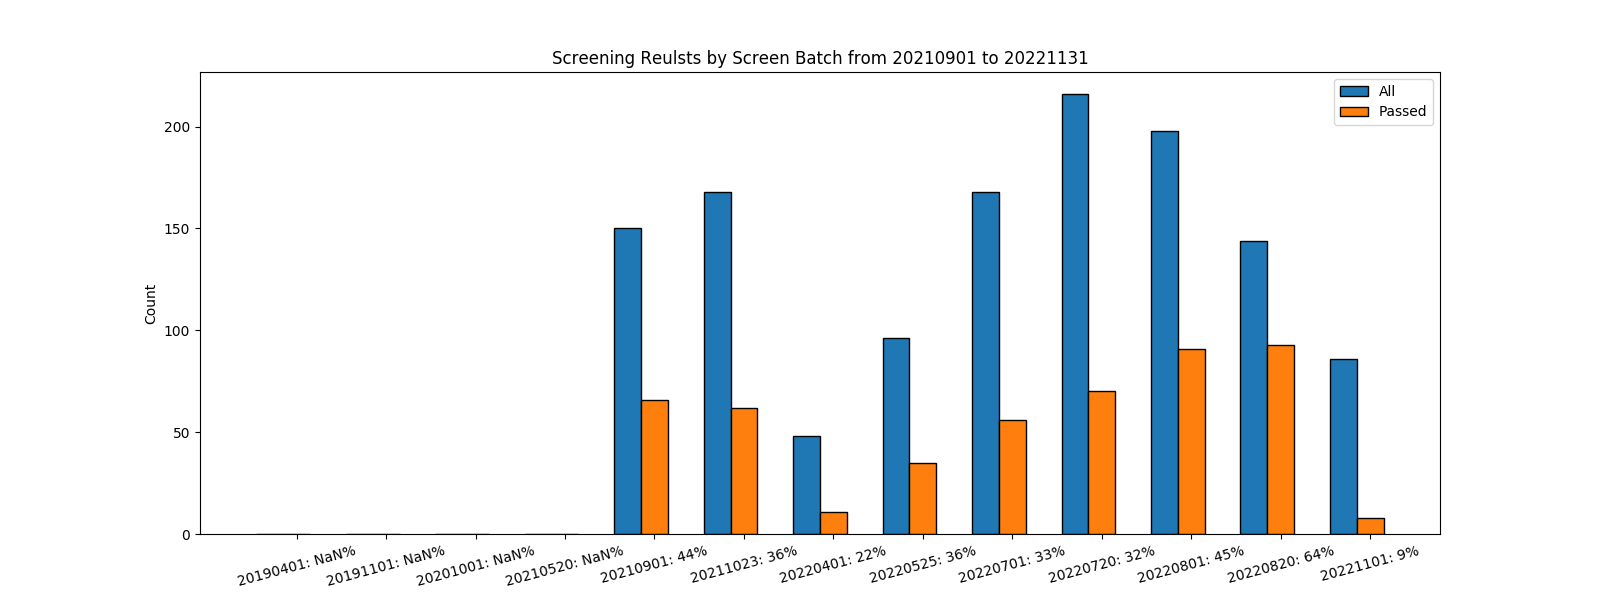 Screening Reulsts by Screen Batch from 20210901 to 20221131
All
Passed
Count
200
150
100
50
0
20190401: NaN%
20191101: NaN%
20201001: NaN%
20210520: NaN%
20210901: 44%
20211023: 36%
20220401: 22%
20220525: 36%
20220701: 33%
20220720: 32%
20220801: 45%
20220820: 64%
20221101: 9%